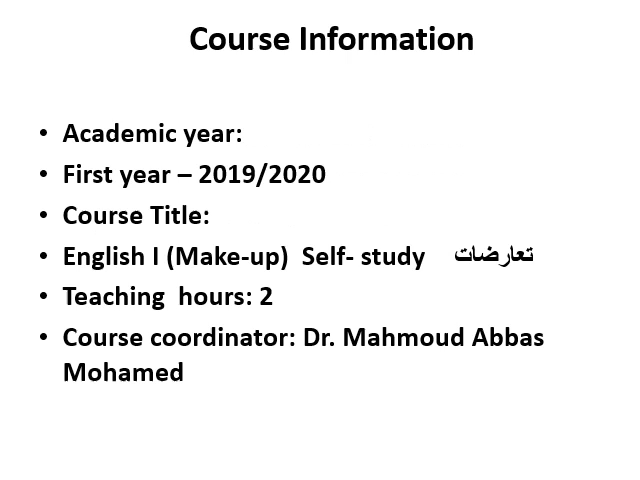 Course Information
• Academic year:
• First year – 2019/2020
• Course Title:
• English I (Make-up) Self- study تعارضات
• Teaching hours: 2
• Course coordinator: Dr. Mahmoud Abbas
Mohamed